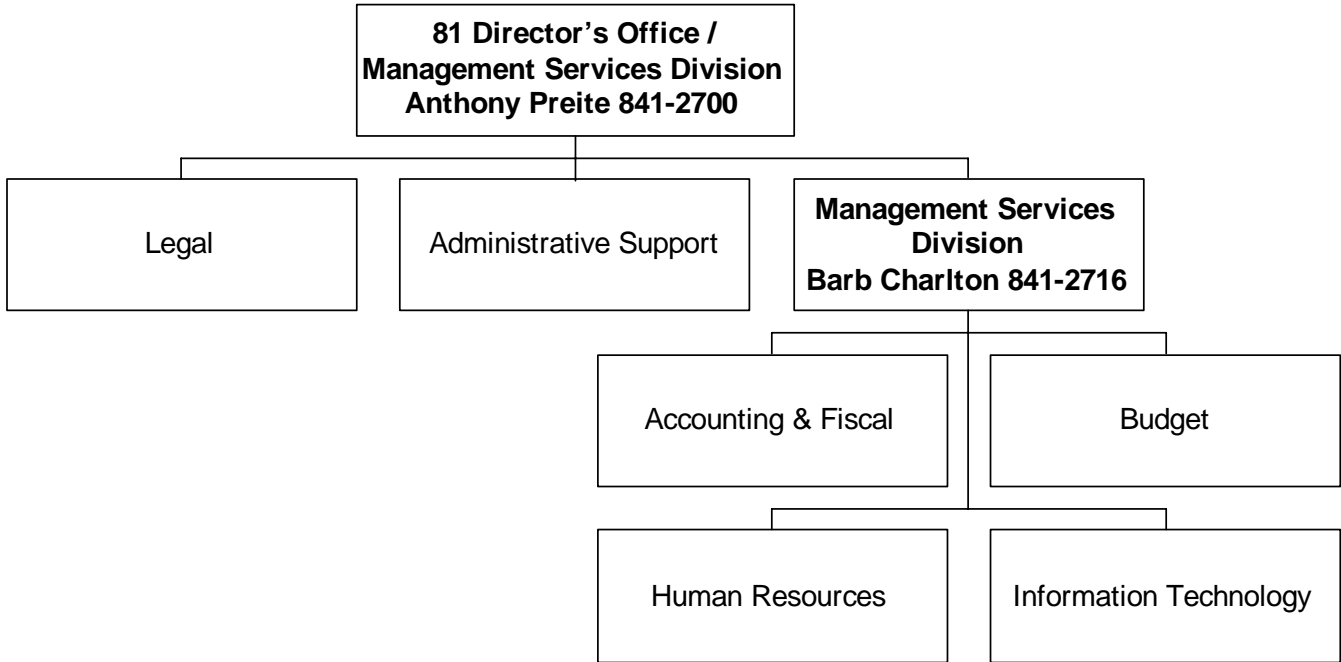 81 Director’s Office /
Management Services Division
Anthony Preite 841-2700
Legal
Administrative Support
Management Services
Division
Barb Charlton 841-2716
Accounting & Fiscal
Budget
Human Resources
Information Technology